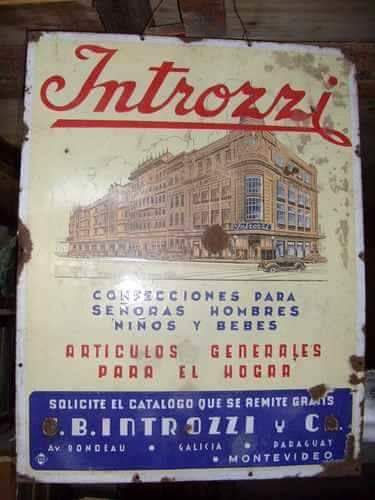 Introzzi
INTROZZI
CONFECCIONES PARA
SEÑORAS HOMBRES
NIÑOS Y BEBES
ARTICULOS GENERALES
PARA EL HOGAR
SOLICITE EL CATALOGO QUE SE REMITE GRATIS
.B.INTROZZI Y C
AV RONDEAU • GALICIA • PARAGUAY
• MONTEVIDEO